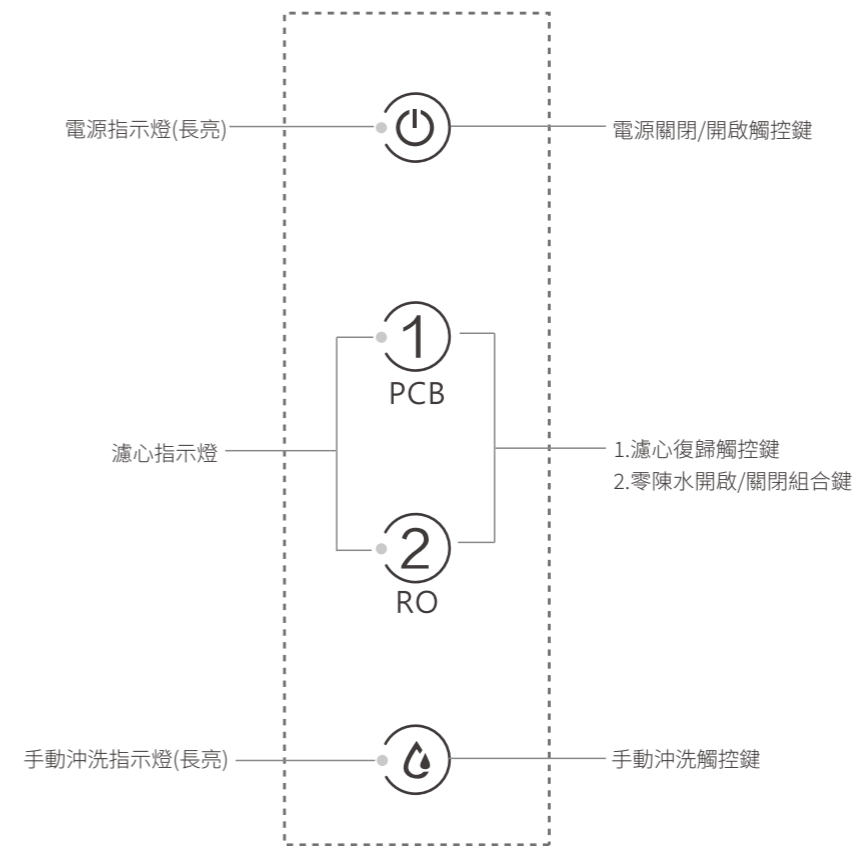 電源指示燈(長亮)
電源關閉/開啟觸控鍵
1
PCB
濾心指示燈
1.濾心復歸觸控鍵
2.零陳水開啟/關閉組合鍵
2
RO
手動沖洗指示燈(長亮)
手動沖洗觸控鍵